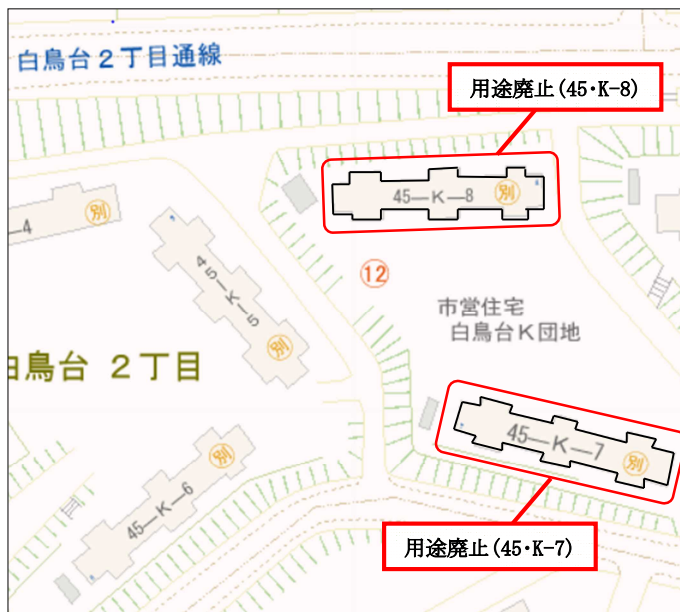 白鳥台２丁目通線
用途廃止(45･K-8)
45―K―8
別
―4
別
45―K―5
別
⑫
市営住宅
白鳥台K団地
白鳥台 ２丁目
45―K―7
別
45―K―6
別
用途廃止(45･K-7)